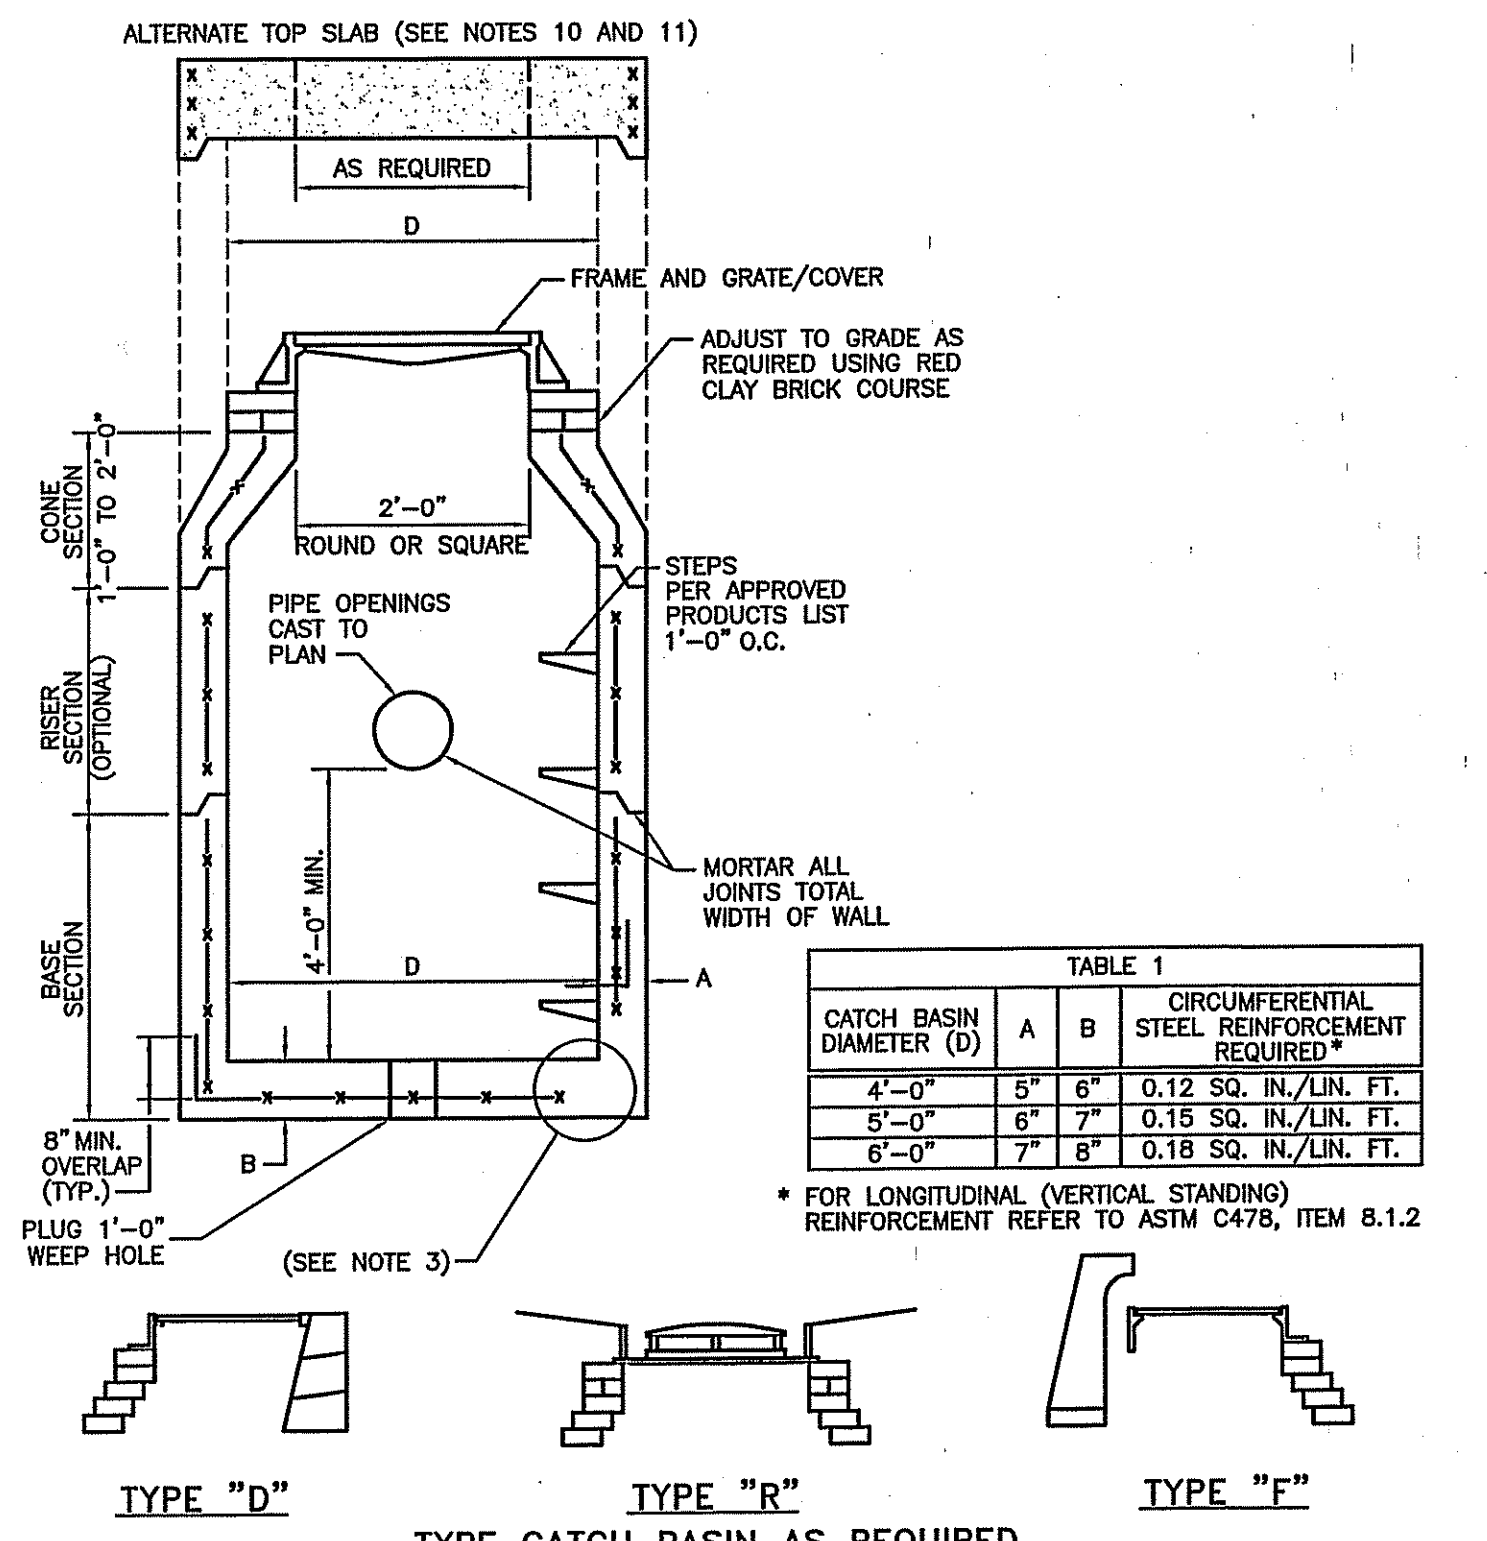 ALTERNATE TOP SLAB (SEE NOTES 10 AND 11)
AS REQUIRED
D
FRAME AND GRATE/COVER
ADJUST TO GRADE AS
REQUIRED USING RED
CLAY BRICK COURSE
CONE
SECTION
1'-0" TO 2'-0"
2'-0"
ROUND OR SQUARE
STEPS
PER APPROVED
PRODUCTS LIST
1'-0" O.C.
PIPE OPENINGS
CAST TO
PLAN
RISER
SECTION
(OPTIONAL)
4'-0" MIN.
MORTAR ALL
JOINTS TOTAL
WIDTH OF WALL
BASE
SECTION
D
A
8" MIN.
OVERLAP
(TYP.)
B
PLUG 1'-0"
WEEP HOLE
(SEE NOTE 3)
TABLE 1
CATCH BASIN
DIAMETER (D)
A
B
CIRCUMFERENTIAL
STEEL REINFORCEMENT
REQUIRED*
4'-0" 5" 6" 0.12 SQ. IN./LIN. FT.
5'-0" 6" 7" 0.15 SQ. IN./LIN. FT.
6'-0" 7" 8" 0.18 SQ. IN./LIN. FT.
* FOR LONGITUDINAL (VERTICAL STANDING)
REINFORCEMENT REFER TO ASTM C478, ITEM 8.1.2
TYPE "D"
TYPE "R"
TYPE "F"
TYPE CATCH BASIN AS REQUIRED